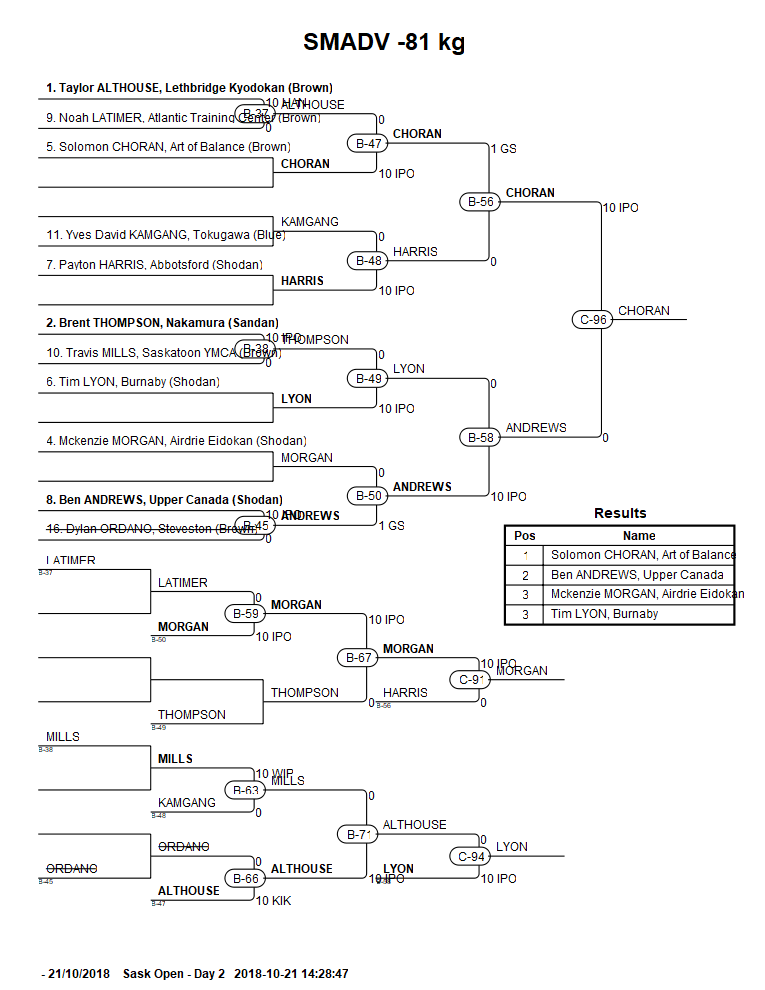 SMADV -81 kg
1. Taylor ALTHOUSE, Lethbridge Kyodokan (Brown)
10 HAN
ALTHOUSE
B-37
9. Noah LATIMER, Atlantic Training Center (Brown)
0
0
CHORAN
B-47
5. Solomon CHORAN, Art of Balance (Brown)
1 GS
CHORAN
10 IPO
CHORAN
B-56
10 IPO
KAMGANG
11. Yves David KAMGANG, Tokugawa (Blue)
0
HARRIS
B-48
7. Payton HARRIS, Abbotsford (Shodan)
0
HARRIS
10 IPO
CHORAN
C-96
2. Brent THOMPSON, Nakamura (Sandan)
10 IPO
THOMPSON
B-38
10. Travis MILLS, Saskatoon YMCA (Brown)
0
0
LYON
B-49
6. Tim LYON, Burnaby (Shodan)
0
LYON
10 IPO
ANDREWS
B-58
0
4. Mckenzie MORGAN, Airdrie Eidokan (Shodan)
MORGAN
0
ANDREWS
B-50
10 IPO
8. Ben ANDREWS, Upper Canada (Shodan)
10 IPO
ANDREWS
B-45
1 GS
16. Dylan ORDANO, Steveston (Brown)
0
Results
Pos Name
1 Solomon CHORAN, Art of Balance
2 Ben ANDREWS, Upper Canada
3 Mckenzie MORGAN, Airdrie Eidokan
3 Tim LYON, Burnaby
LATIMER
B-37
LATIMER
0
MORGAN
B-59
MORGAN
B-50
10 IPO
10 IPO
MORGAN
B-67
10 IPO
MORGAN
C-91
THOMPSON
0
HARRIS
B-56
0
THOMPSON
B-49
MILLS
B-38
MILLS
10 WIP
MILLS
B-63
0
KAMGANG
B-48
0
ALTHOUSE
B-71
0
ORDANO
LYON
C-94
0
ORDANO
B-45
ALTHOUSE
B-66
10 IPO
LYON
10 IPO
ALTHOUSE
B-47
10 KIK
- 21/10/2018 Sask Open - Day 2 2018-10-21 14:28:47